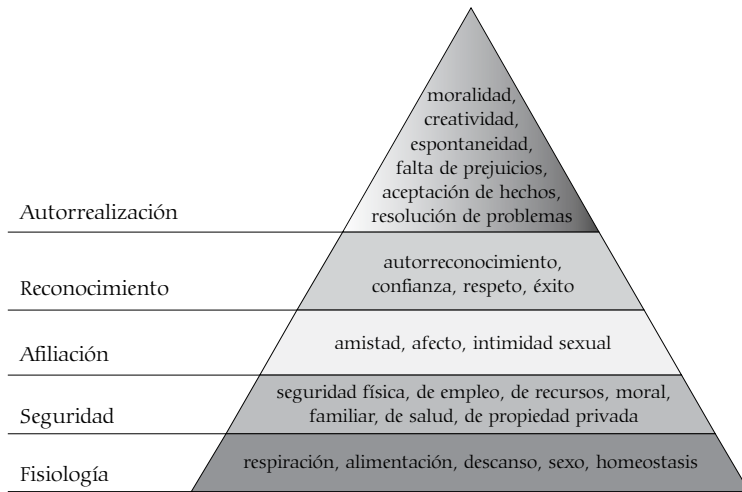 moralidad,
creatividad,
espontaneidad,
falta de prejuicios,
aceptación de hechos,
resolución de problemas
Autorrealización
autorreconocimiento,
confianza, respeto, éxito
Reconocimiento
amistad, afecto, intimidad sexual
Afiliación
seguridad física, de empleo, de recursos, moral,
familiar, de salud, de propiedad privada
Seguridad
respiración, alimentación, descanso, sexo, homeostasis
Fisiología